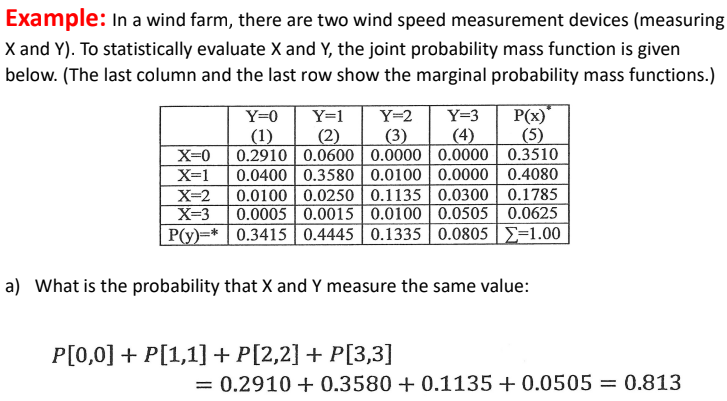 Example: In a wind farm, there are two wind speed measurement devices (measuring
X and Y). To statistically evaluate X and Y, the joint probability mass function is given
below. (The last column and the last row show the marginal probability mass functions.)
Y=0 Y=1 Y=2 Y=3 P(x)*
(1) (2) (3) (4) (5)
X=0 0.2910 0.0600 0.0000 0.0000 0.3510
X=1 0.0400 0.3580 0.0100 0.0000 0.4080
X=2 0.0100 0.0250 0.1135 0.0300 0.1785
X=3 0.0005 0.0015 0.0100 0.0505 0.0625
P(y)=* 0.3415 0.4445 0.1335 0.0805 ∑=1.00
a) What is the probability that X and Y measure the same value:
P[0,0] + P[1,1] + P[2,2] + P[3,3]
= 0.2910 + 0.3580 + 0.1135 + 0.0505 = 0.813